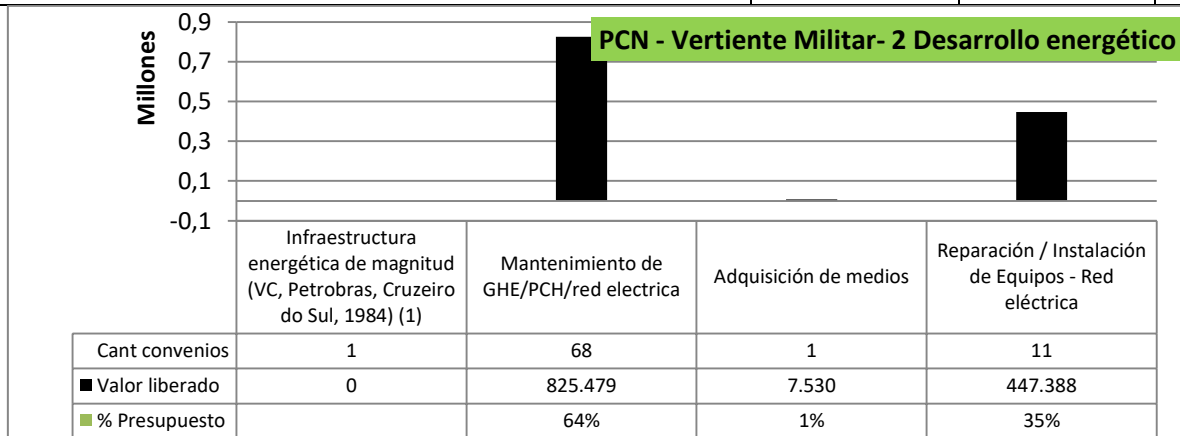 PCN - Vertiente Militar- 2 Desarrollo energético
Millones
0,9
0,7
0,5
0,3
0,1
-0,1
Infraestructura
energética de magnitud
(VC, Petrobras, Cruzeiro
do Sul, 1984) (1)
Mantenimiento de
GHE/PCH/red electrica
Adquisición de medios
Reparación / Instalación
de Equipos - Red
eléctrica
Cant convenios 1 68 1 11
Valor liberado 0 825.479 7.530 447.388
% Presupuesto 64% 1% 35%